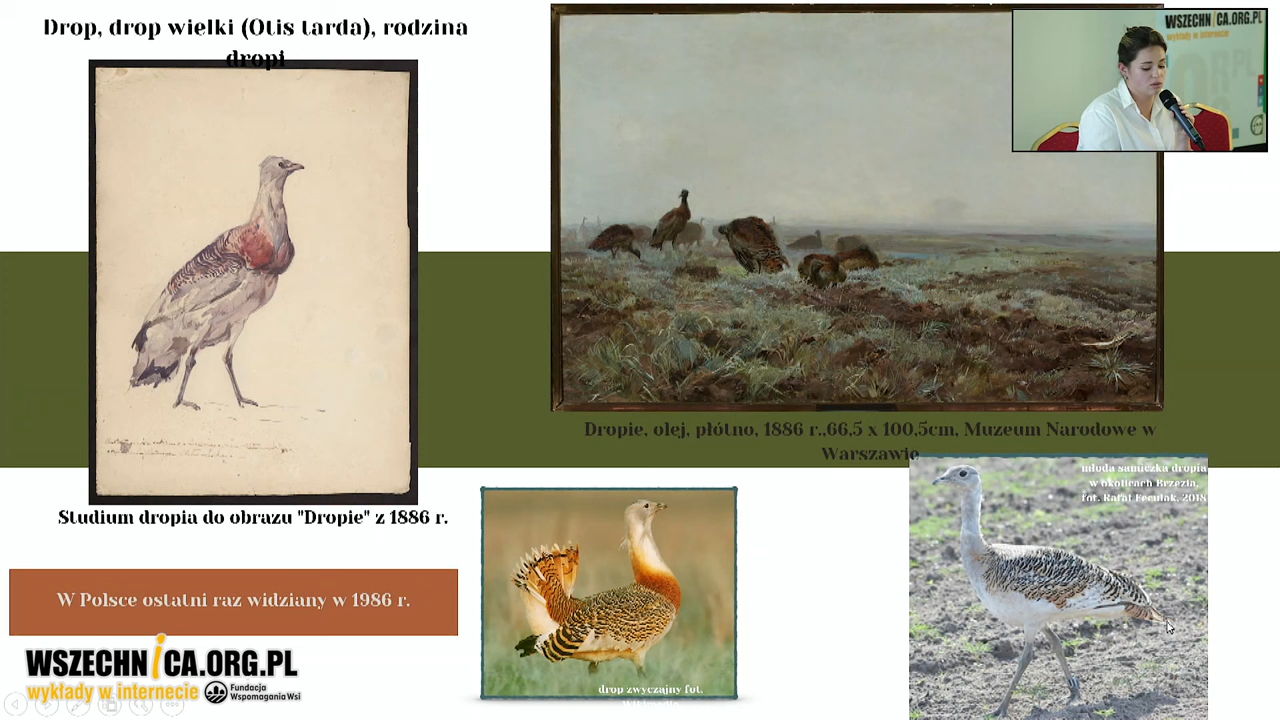 Drop, drop wielki (Otis tarda), rodzina
dropi
Studium dropia do obrazu "Dropie" z 1886 r.
W Polsce ostatni raz widziany w 1986 r.
WSZECHNiCA.ORG.PL
wykłady w internecie
Fundacja
Wspomagania Wsi
WSZECHNiCA.ORG.PL
wykłady w internecie
Dropie, olej, płótno, 1886 r.,66,5 x 100,5cm, Muzeum Narodowe w
Warszawie
drop zwyczajny fot.
Wikipedia
młoda samiczka dropia
w okolicach Brzezia,
fot. Rafał Feculak, 2018